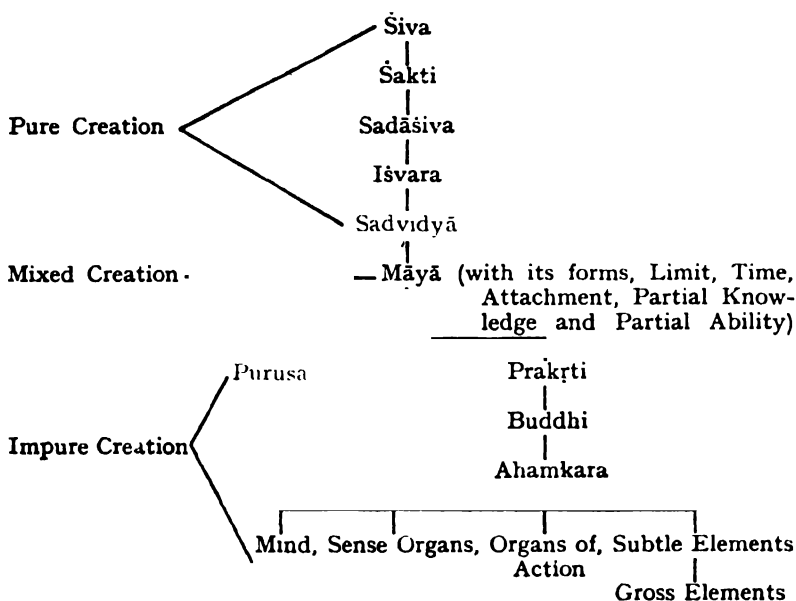 Śiva
Śakti
Pure Creation
Sadāśiva
Iśvara
Sadvidyā
Mixed Creation
Māyā (with its forms, Limit, Time,
Attachment, Partial Know-
ledge and Partial Ability)
Purusa
Prakṛti
Buddhi
Impure Creation
Ahamkara
Mind, Sense Organs, Organs of, Subtle Elements
Action
Gross Elements